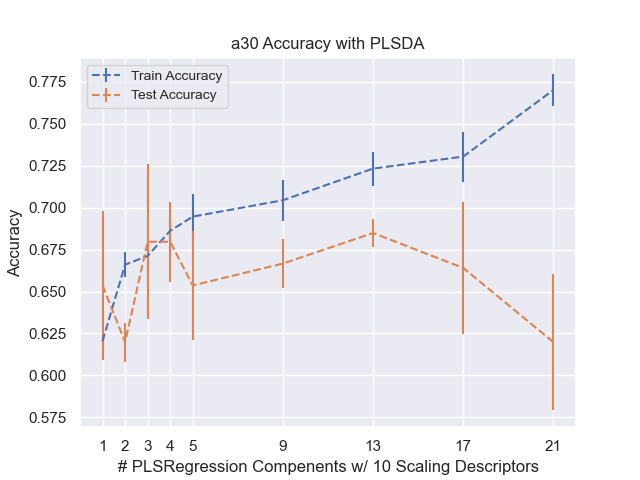 a30 Accuracy with PLSDA
Train Accuracy
Test Accuracy
0.775
0.750
0.725
0.700
0.675
0.650
0.625
0.600
0.575
Accuracy
1 2 3 4 5 9 13 17 21
# PLSRegression Compenents w/ 10 Scaling Descriptors